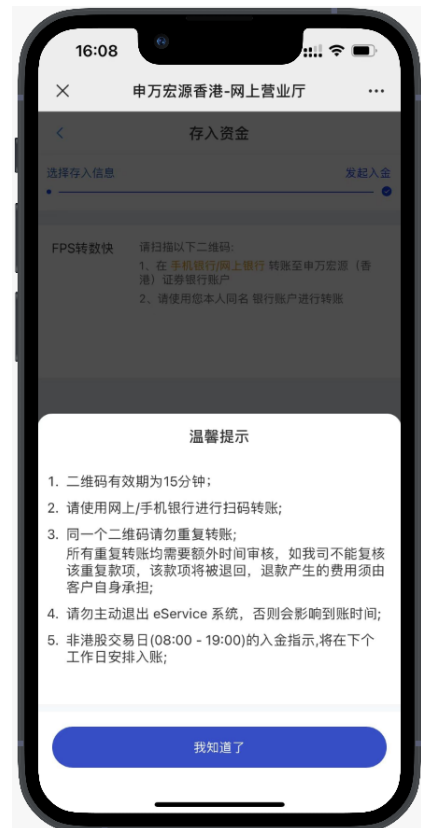 16:08
申万宏源香港-网上营业厅
存入资金
选择存入信息
发起入金
FPS转数快
请扫描以下二维码:
1、在 手机银行/网上银行 转账至申万宏源（香
港）证券银行账户
2、请使用您本人同名 银行账户进行转账
温馨提示
1. 二维码有效期为15分钟;
2. 请使用网上/手机银行进行扫码转账;
3. 同一个二维码请勿重复转账;
所有重复转账均需要额外时间审核，如我司不能复核
该重复款项，该款项将被退回，退款产生的费用须由
客户自身承担;
4. 请勿主动退出 eService 系统，否则会影响到账时间;
5. 非港股交易日(08:00 - 19:00)的入金指示,将在下个
工作日安排入账;
我知道了